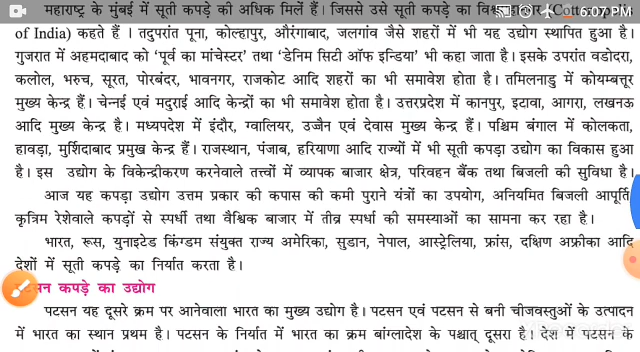 महाराष्ट्र के मुंबई में सूती कपड़े की अधिक मिलें हैं। जिससे उसे सूती कपड़े का
of India) कहते हैं । तदुपरांत पूना, कोल्हापुर, औरंगाबाद, जलगांव जैसे शहरों में भी यह उद्योग स्थापित हुआ है।
गुजरात में अहमदाबाद को 'पूर्व का मांचेस्टर' तथा 'डेनिम सिटी ऑफ इन्डिया' भी कहा जाता है। इसके उपरांत वडोदरा,
कलोल, भरुच, सूरत, पोरबंदर, भावनगर, राजकोट आदि शहरों का भी समावेश होता है। तमिलनाडु में कोयम्बत्तूर
मुख्य केन्द्र हैं। चेन्नई एवं मदुराई आदि केन्द्रों का भी समावेश होता है। उत्तरप्रदेश में कानपुर, इटावा, आगरा, लखनऊ
आदि मुख्य केन्द्र है। मध्यपदेश में इंदौर, ग्वालियर, उज्जैन एवं देवास मुख्य केन्द्र हैं। पश्चिम बंगाल में कोलकता,
हावड़ा, मुर्शिदाबाद प्रमुख केन्द्र हैं। राजस्थान, पंजाब, हरियाणा आदि राज्यों में भी सूती कपड़ा उद्योग का विकास हुआ
है। इस उद्योग के विकेन्द्रीकरण करनेवाले तत्त्वों में व्यापक बाजार क्षेत्र, परिवहन बैंक तथा बिजली की सुविधा है।
आज यह कपड़ा उद्योग उत्तम प्रकार की कपास की कमी पुराने यंत्रों का उपयोग, अनियमित बिजली आपूर्ति,
कृत्रिम रेशेवाले कपड़ों से स्पर्धा तथा वैश्विक बाजार में तीव्र स्पर्धा की समस्याओं का सामना कर रहा है।
भारत, रूस, युनाइटेड किंग्डम संयुक्त राज्य अमेरिका, सुडान, नेपाल, आस्ट्रेलिया, फ्रांस, दक्षिण अफ्रीका आदि
देशों में सूती कपड़े का निर्यात करता है।
कपड़े का उद्योग
पटसन यह दूसरे क्रम पर आनेवाला भारत का मुख्य उद्योग है। पटसन एवं पटसन से बनी चीजवस्तुओं के उत्पादन
में भारत का स्थान प्रथम है। पटसन के निर्यात में भारत का क्रम बांग्लादेश के पश्चात् दूसरा है। देश में पटसन के
6:07 PM